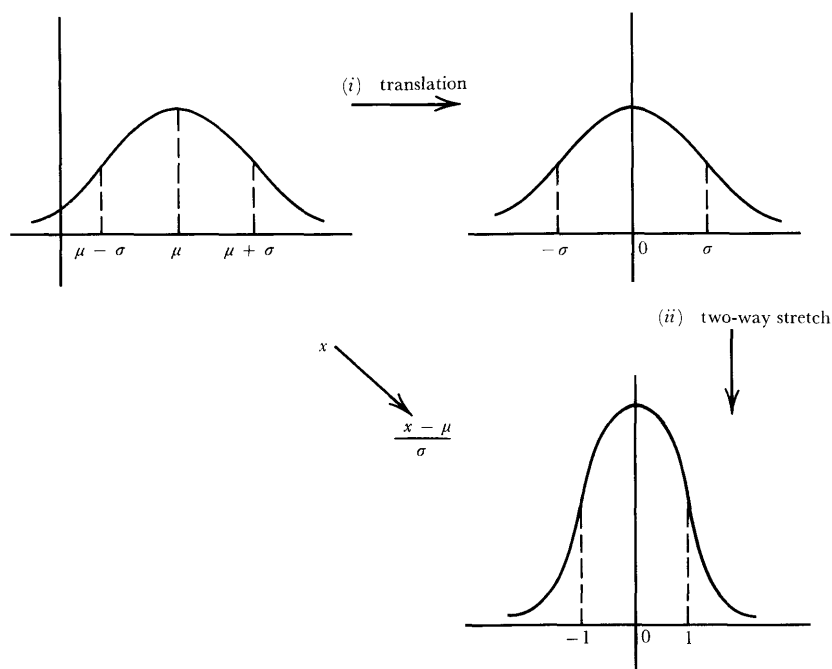 (i) translation
μ − σ μ μ + σ
−σ 0 σ
(ii) two-way stretch
x
x − μ
σ
−1 0 1